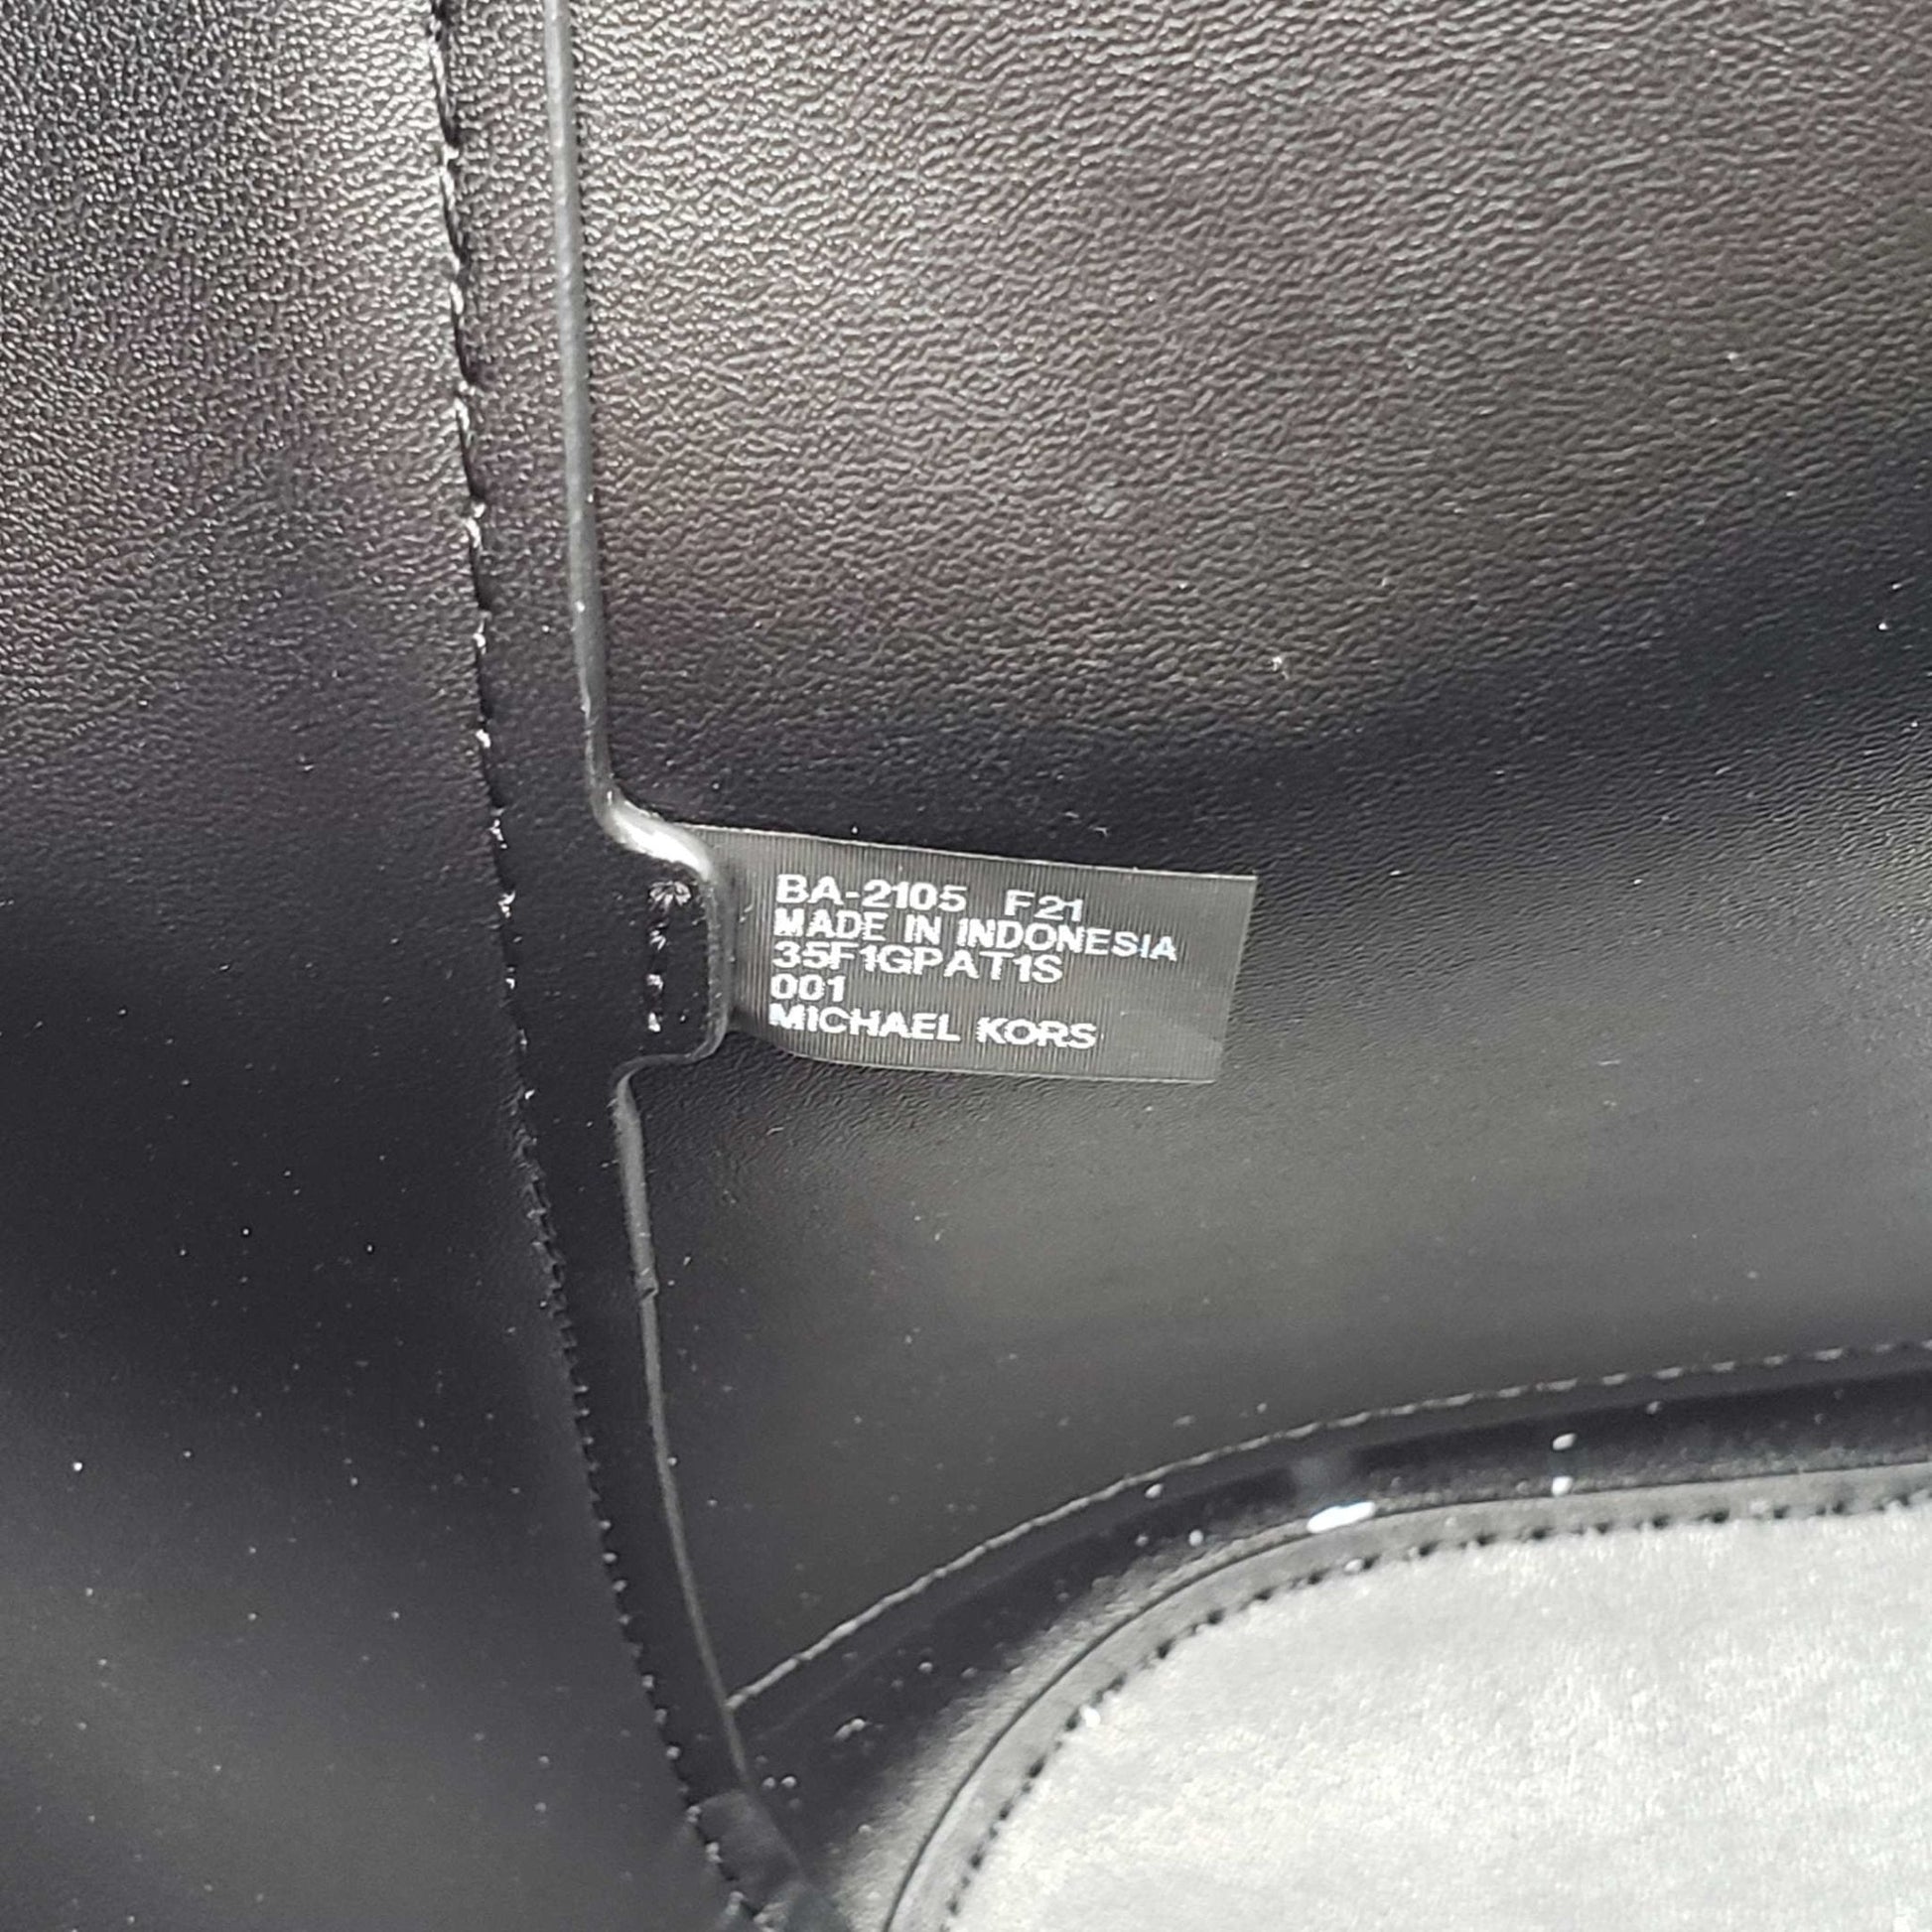 BA-2105 F21
MADE IN INDONESIA
35F1GPAT1S
001
MICHAEL KORS